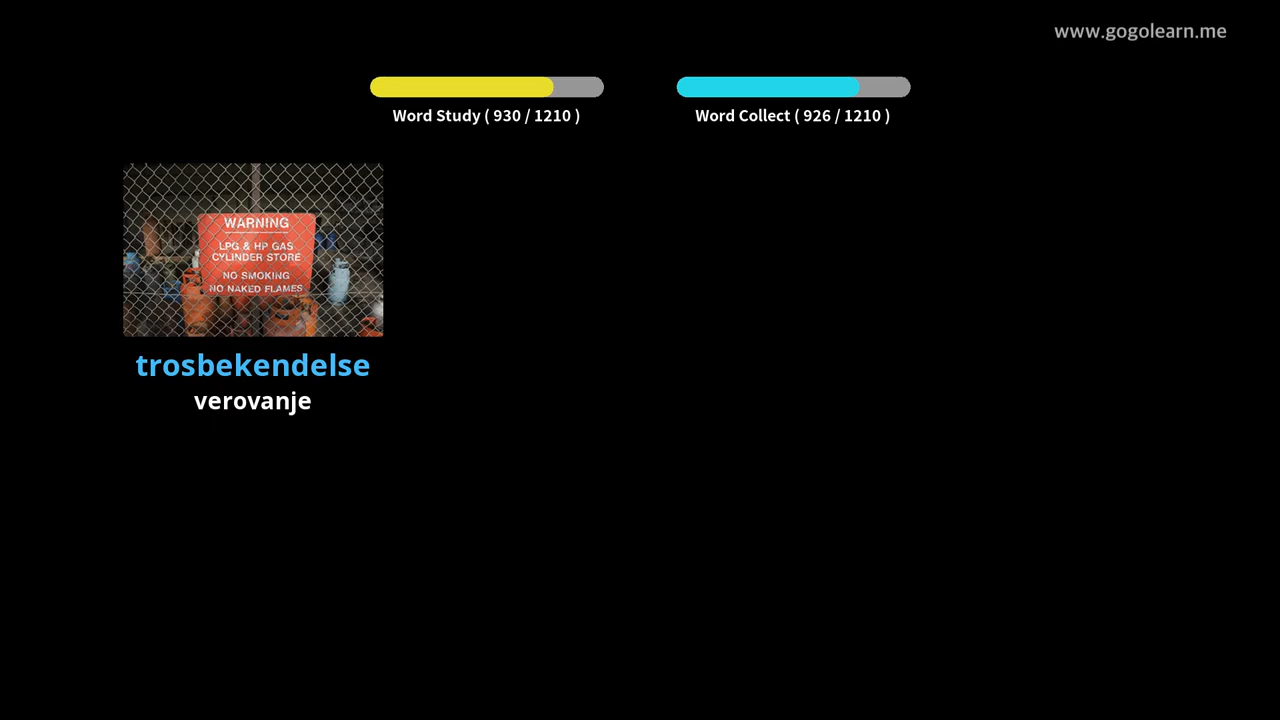 www.gogolearn.me
Word Study ( 930 / 1210 )
Word Collect ( 926 / 1210 )
WARNING
LPG & HP GAS
CYLINDER STORE
NO SMOKING
NO NAKED FLAMES
trosbekendelse
verovanje